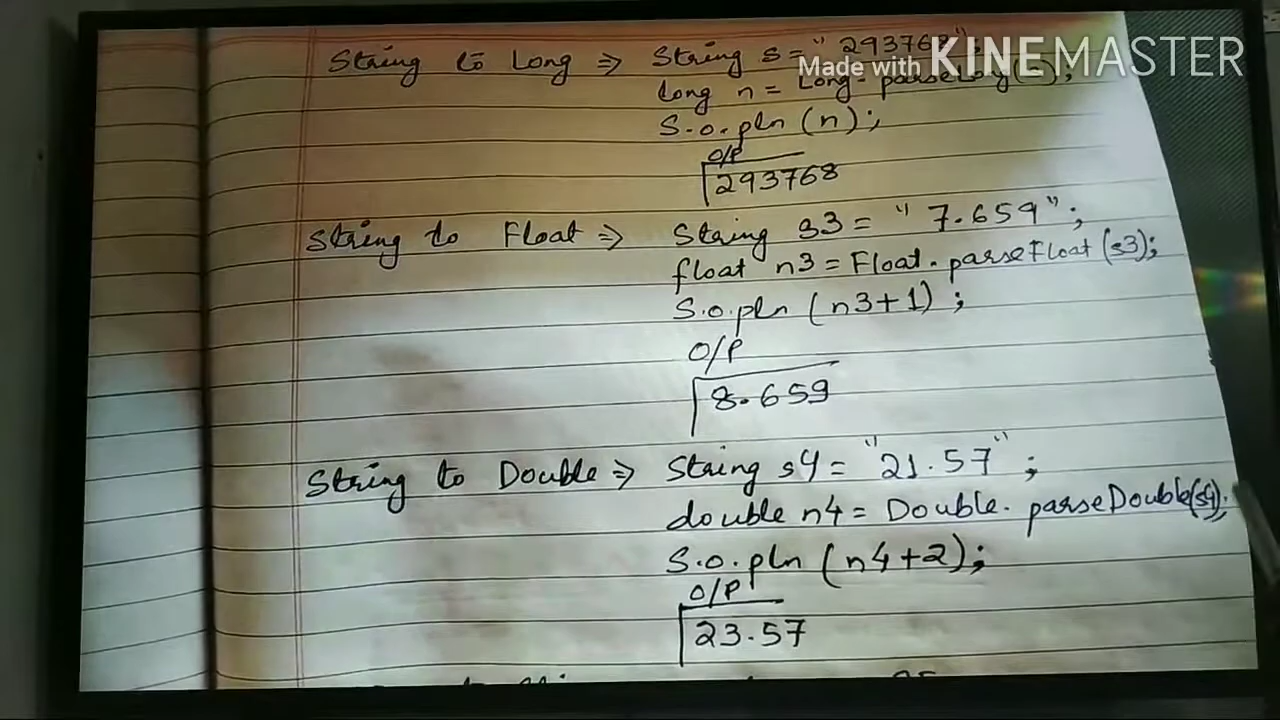 String to Long ⇒ String s = "293768";
Made with KINEMASTER
long n = Long.parseLong( );
S.o.pln (n);
O/P
293768
String to Float ⇒ String s3 = "7.659";
float n3 = Float.parseFloat(s3);
S.o.pln (n3+1);
O/P
8.659
String to Double ⇒ String s4 = "21.57";
double n4 = Double.parseDouble(s4);
S.o.pln (n4+2);
O/P
23.57